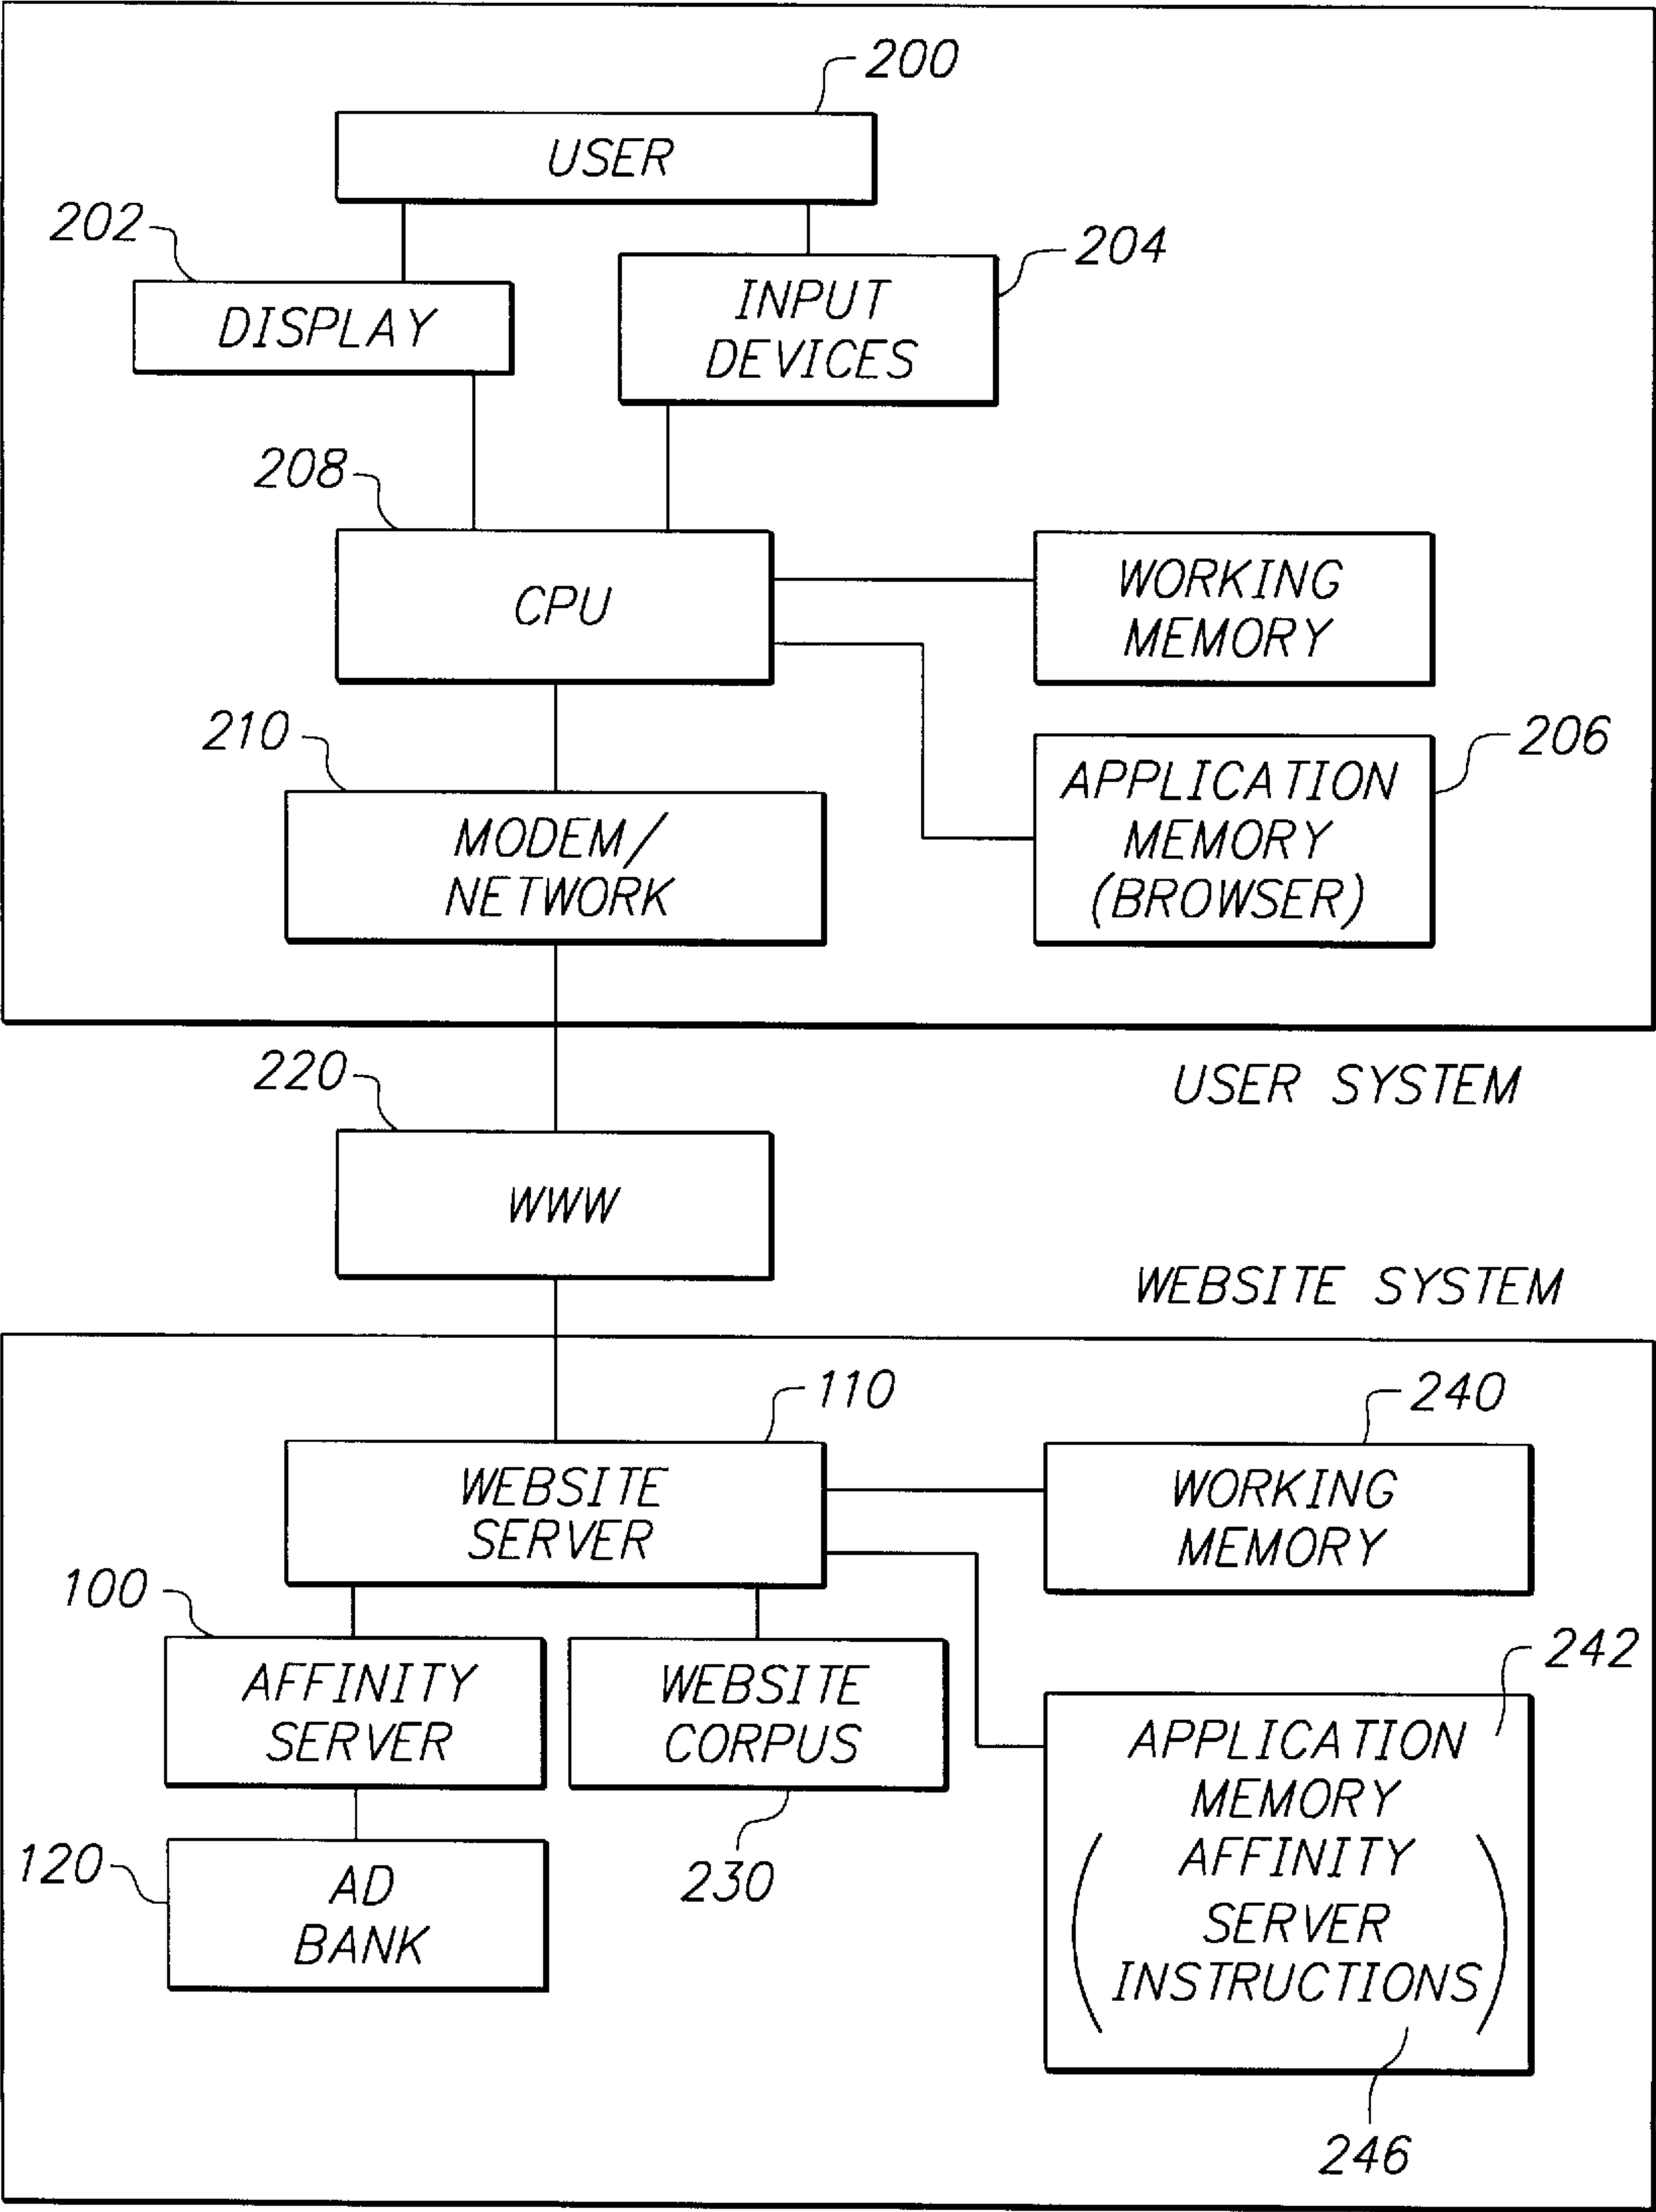 200
USER
202
204
DISPLAY
INPUT
DEVICES
208
CPU
WORKING
MEMORY
210
206
MODEM/
NETWORK
APPLICATION
MEMORY
(BROWSER)
220
USER SYSTEM
WWW
WEBSITE SYSTEM
110
240
WEBSITE
SERVER
WORKING
MEMORY
100
242
AFFINITY
SERVER
WEBSITE
CORPUS
APPLICATION
MEMORY
(AFFINITY
SERVER
INSTRUCTIONS)
120
AD
BANK
230
246